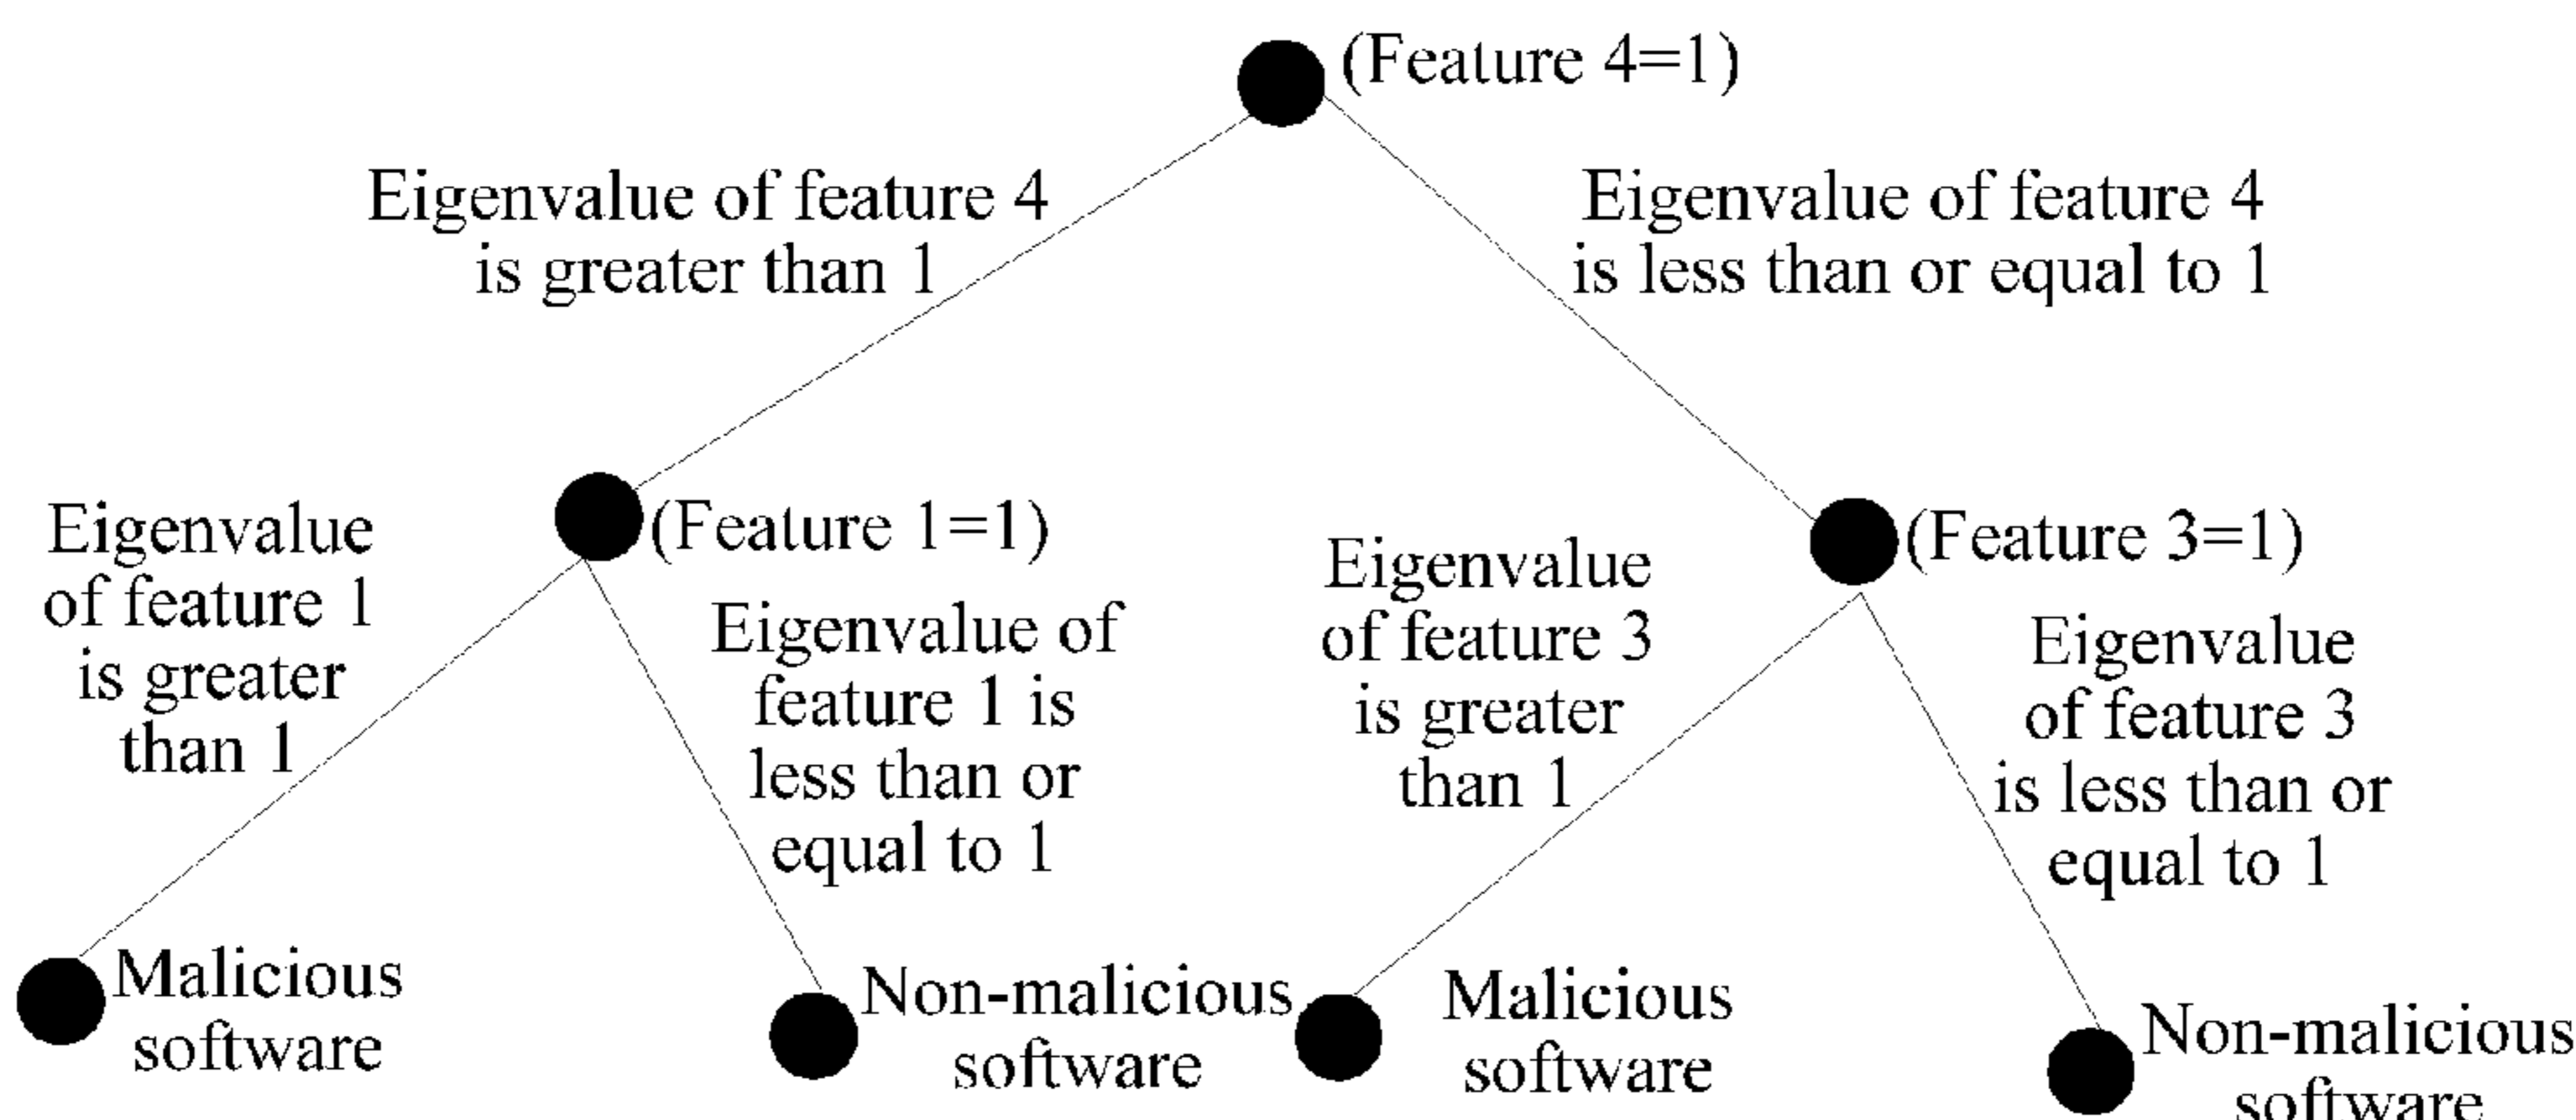 (Feature 4=1)
Eigenvalue of feature 4
is greater than 1
Eigenvalue of feature 4
is less than or equal to 1
(Feature 1=1)
(Feature 3=1)
Eigenvalue
of feature 1
is greater
than 1
Eigenvalue of
feature 1 is
less than or
equal to 1
Eigenvalue
of feature 3
is greater
than 1
Eigenvalue
of feature 3
is less than or
equal to 1
Malicious
software
Non-malicious
software
Malicious
software
Non-malicious
software